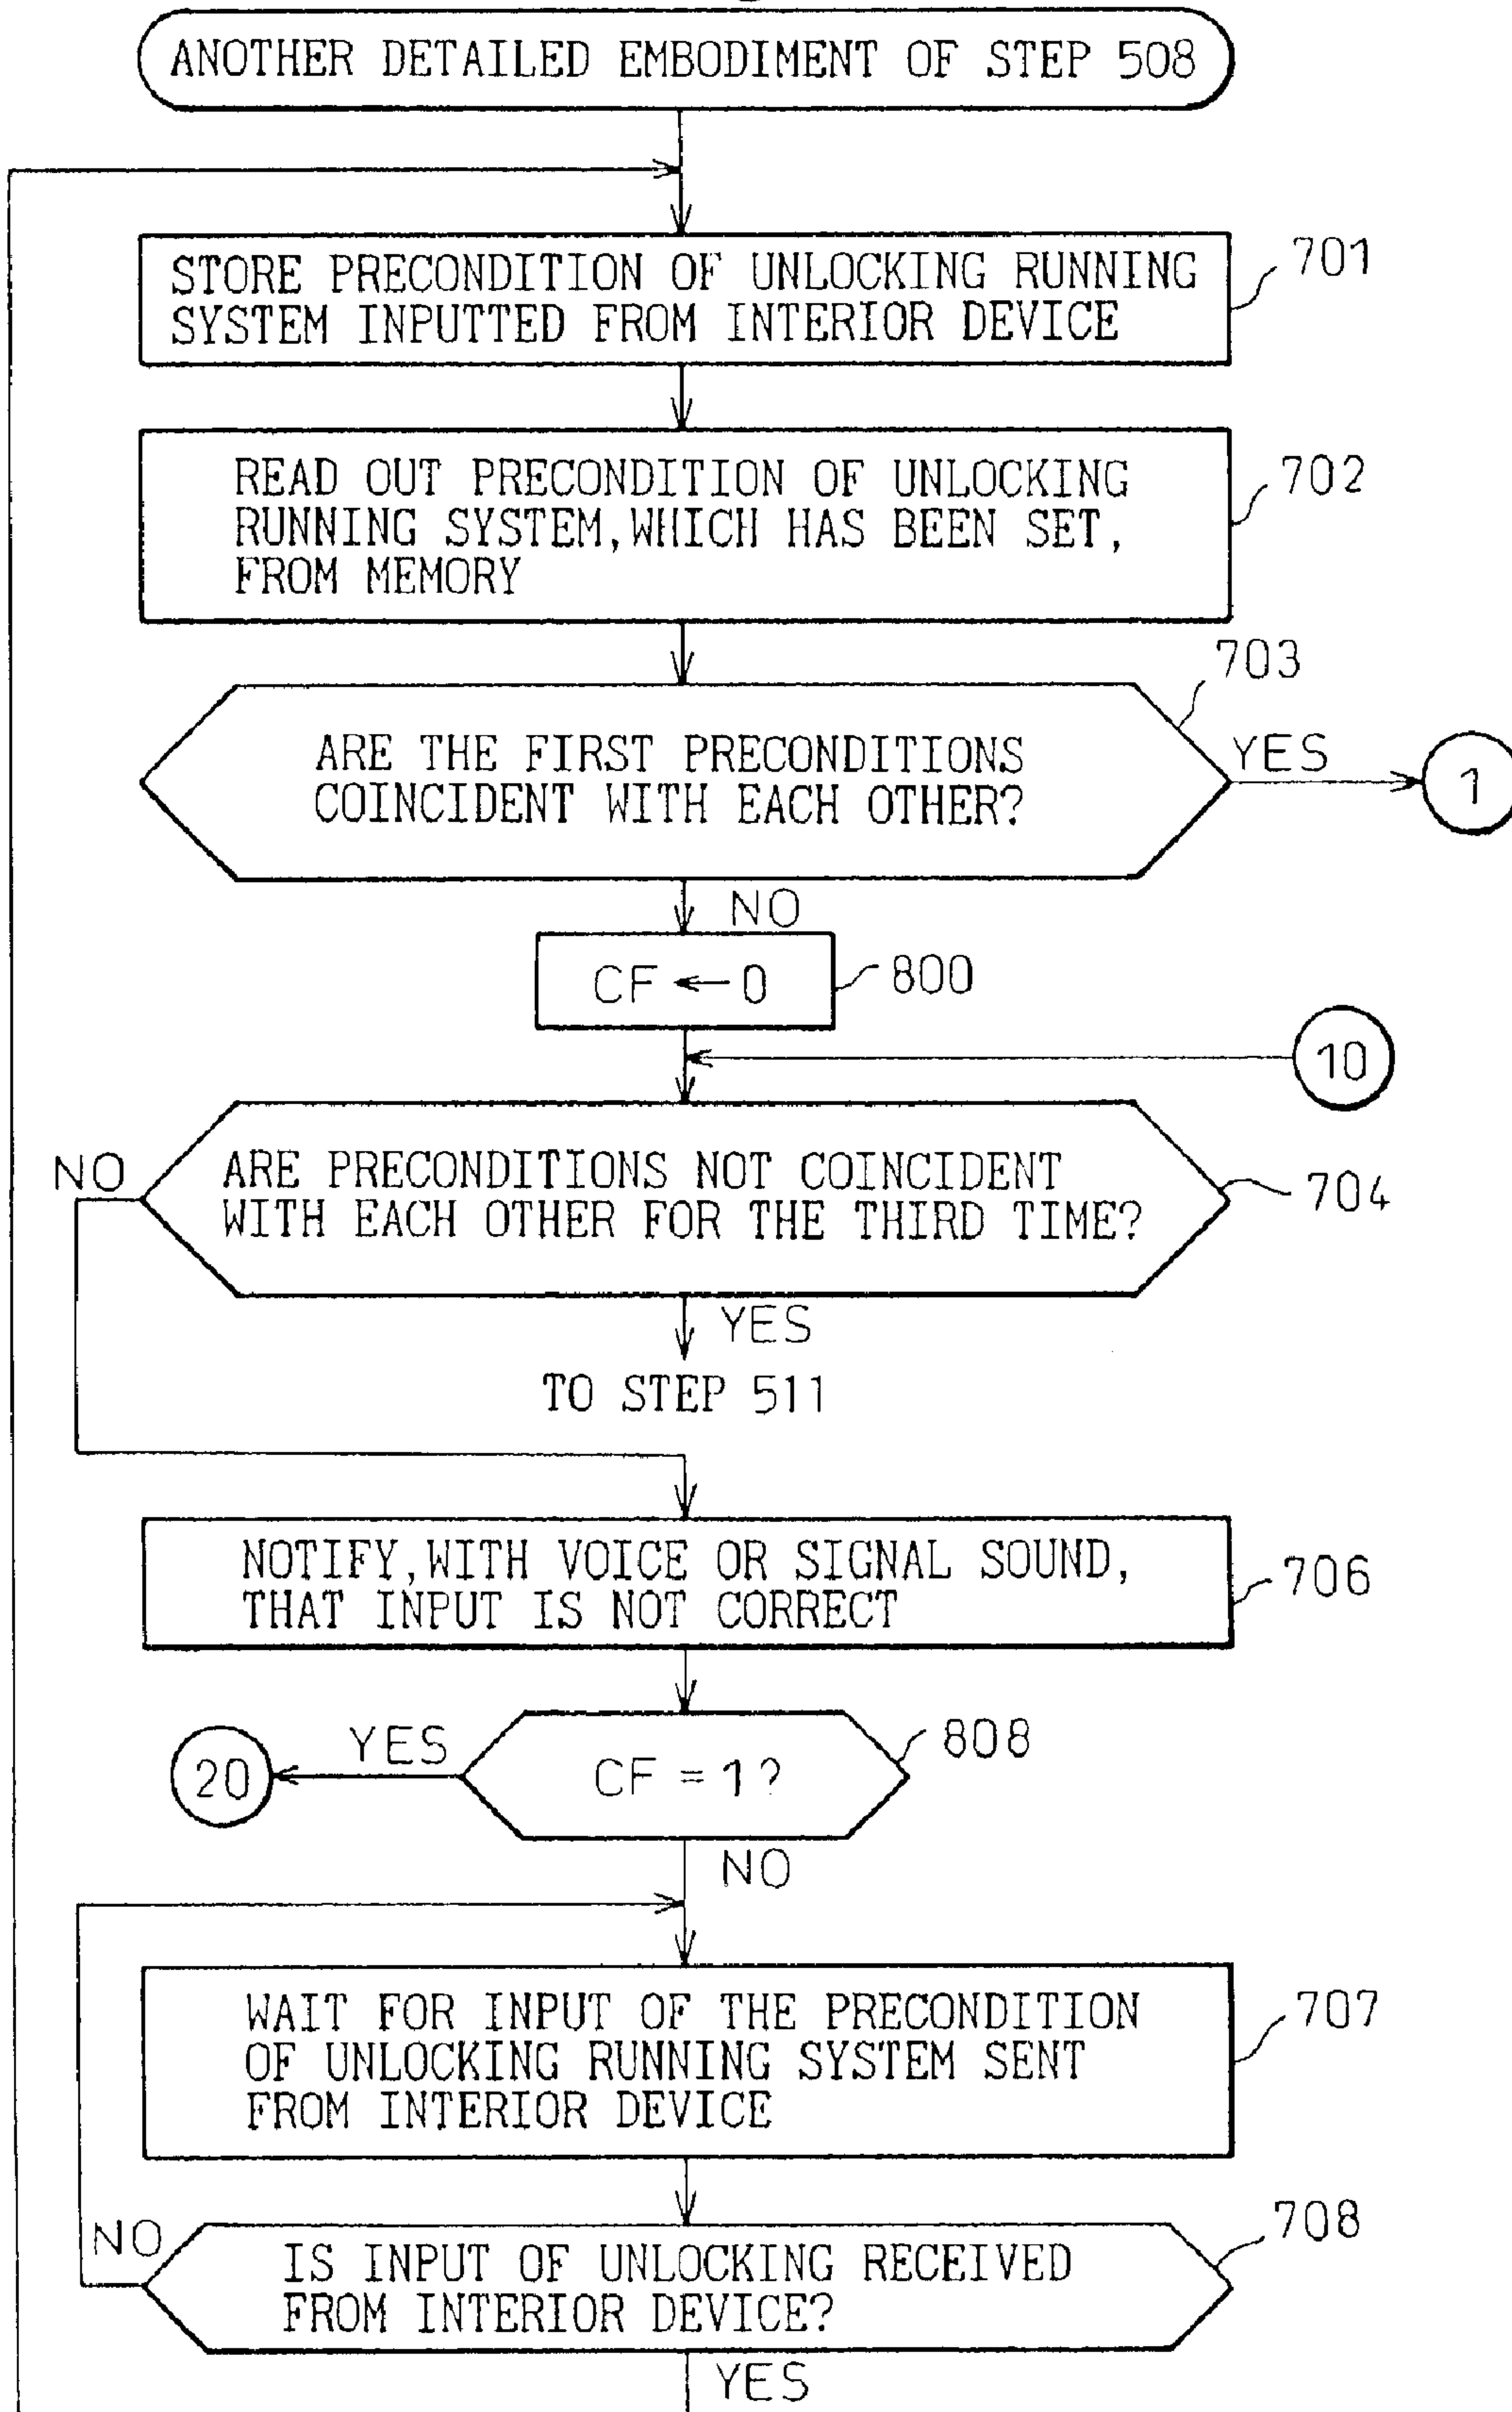 ANOTHER DETAILED EMBODIMENT OF STEP 508
STORE PRECONDITION OF UNLOCKING RUNNING
SYSTEM INPUTTED FROM INTERIOR DEVICE
701
READ OUT PRECONDITION OF UNLOCKING
RUNNING SYSTEM, WHICH HAS BEEN SET,
FROM MEMORY
702
703
ARE THE FIRST PRECONDITIONS
COINCIDENT WITH EACH OTHER?
YES
1
NO
CF ← 0
800
10
NO
ARE PRECONDITIONS NOT COINCIDENT
WITH EACH OTHER FOR THE THIRD TIME?
704
YES
TO STEP 511
NOTIFY, WITH VOICE OR SIGNAL SOUND,
THAT INPUT IS NOT CORRECT
706
20
YES
CF = 1?
808
NO
WAIT FOR INPUT OF THE PRECONDITION
OF UNLOCKING RUNNING SYSTEM SENT
FROM INTERIOR DEVICE
707
NO
IS INPUT OF UNLOCKING RECEIVED
FROM INTERIOR DEVICE?
708
YES